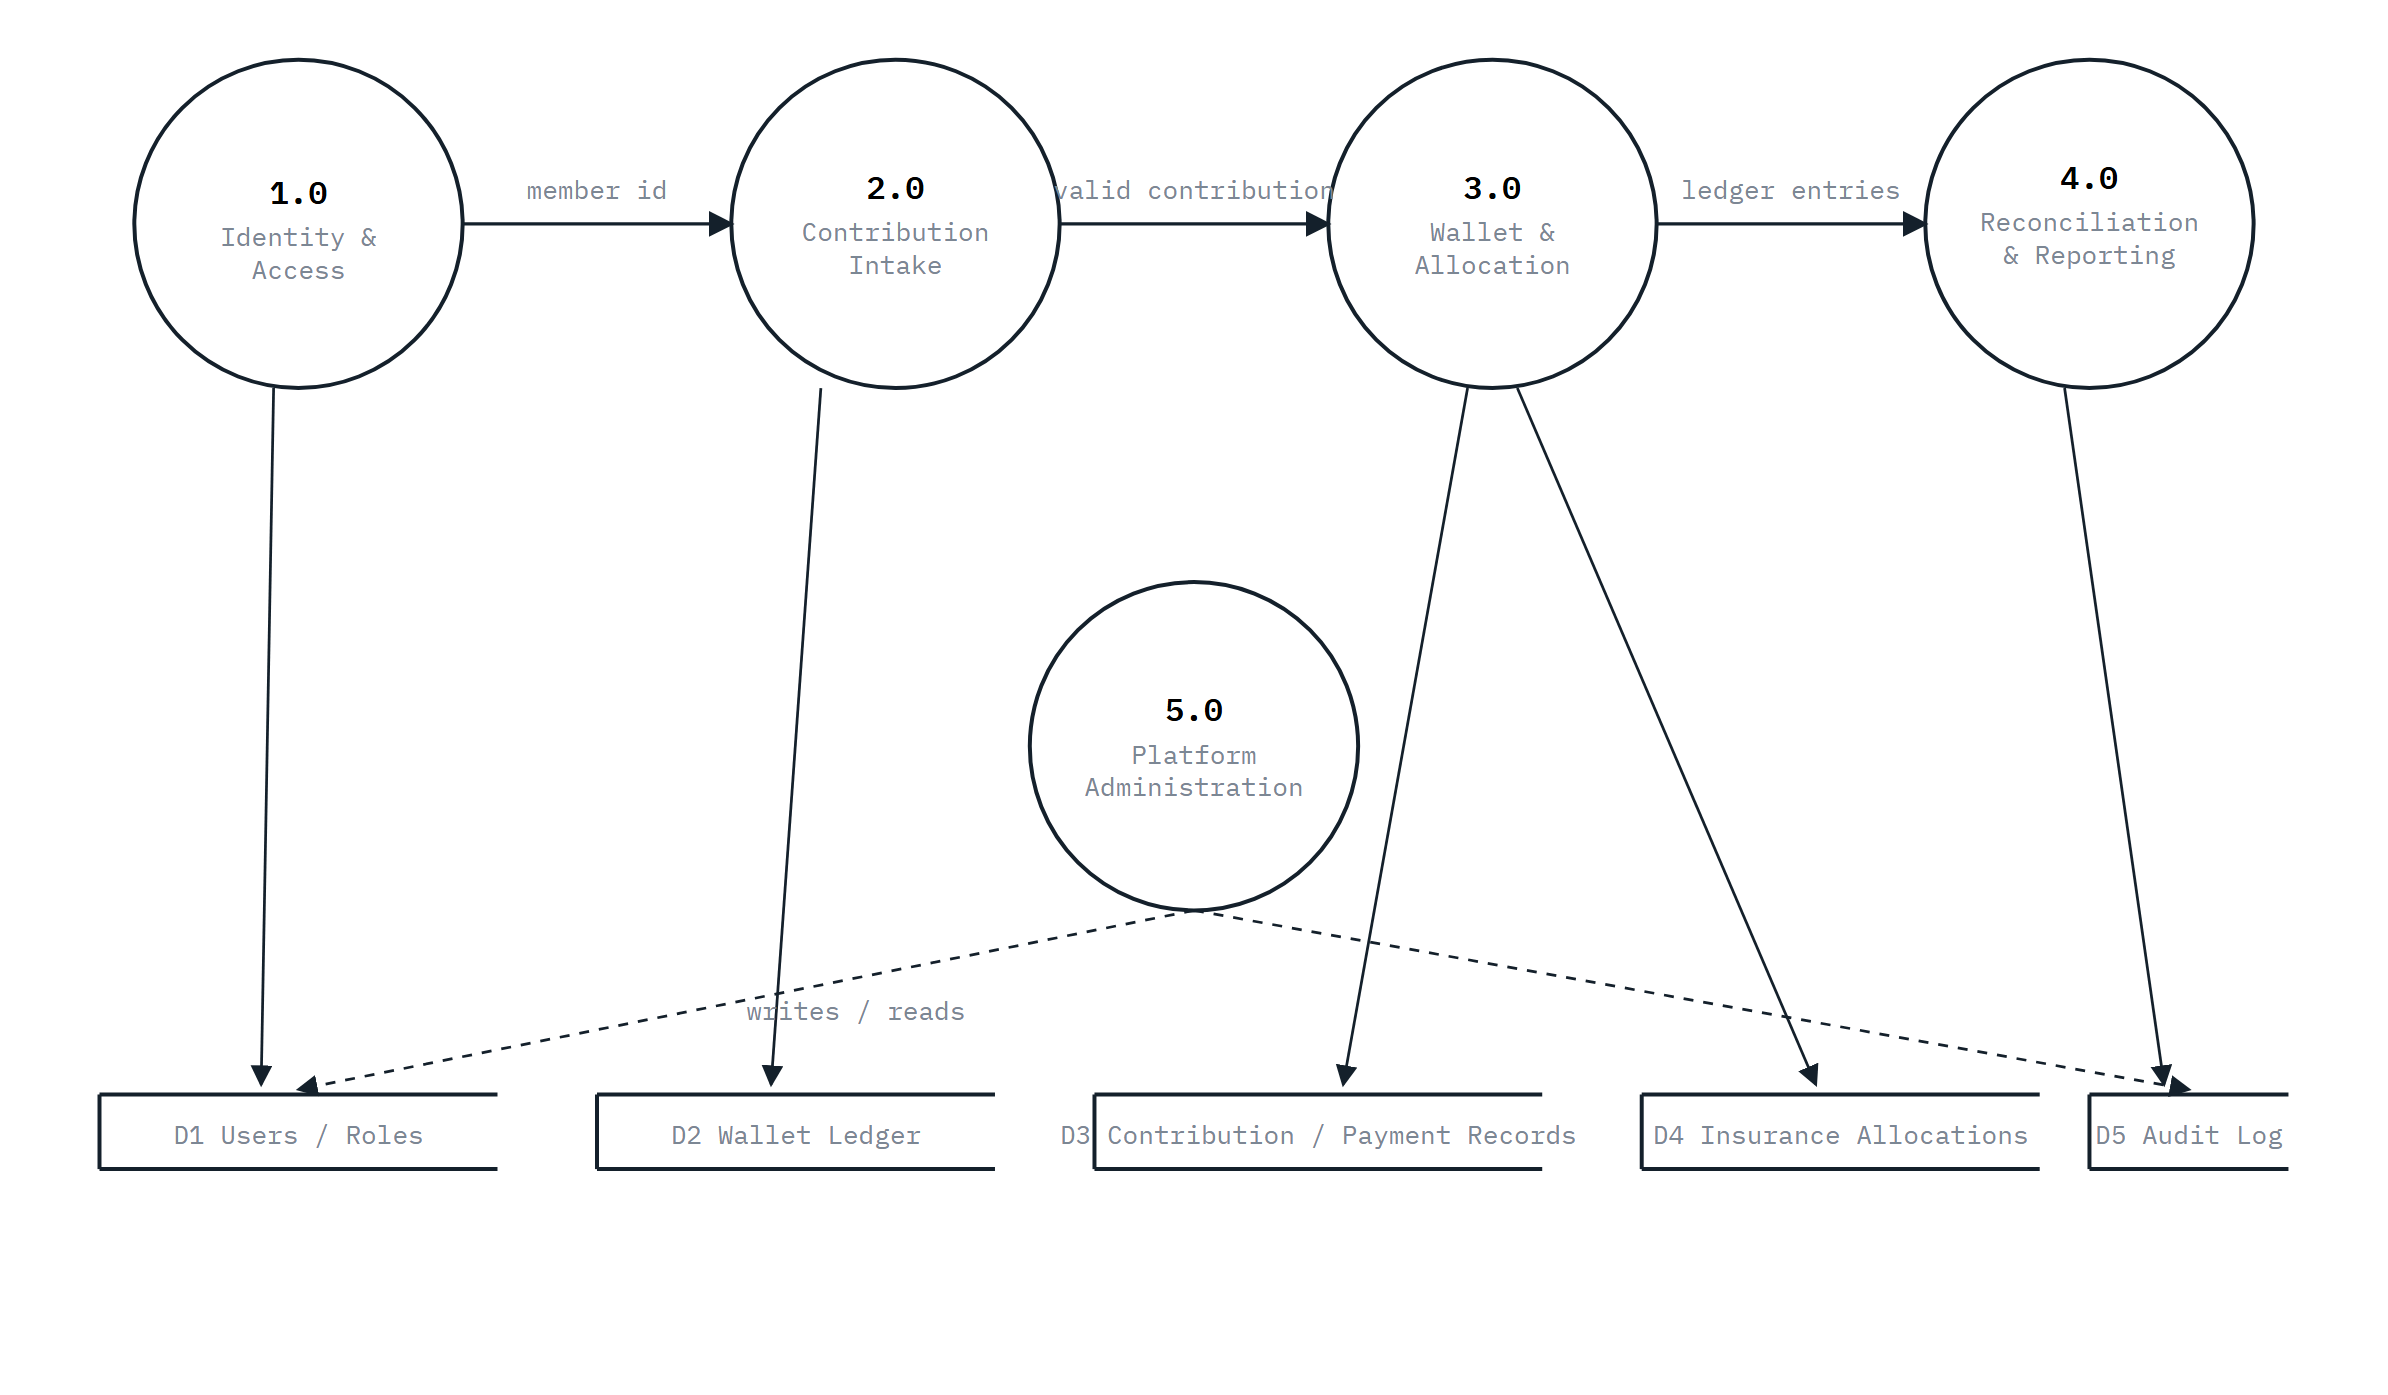 1.0
Identity &
Access
member id
2.0
Contribution
Intake
valid contribution
3.0
Wallet &
Allocation
ledger entries
4.0
Reconciliation
& Reporting
5.0
Platform
Administration
writes / reads
D1 Users / Roles
D2 Wallet Ledger
D3 Contribution / Payment Records
D4 Insurance Allocations
D5 Audit Log